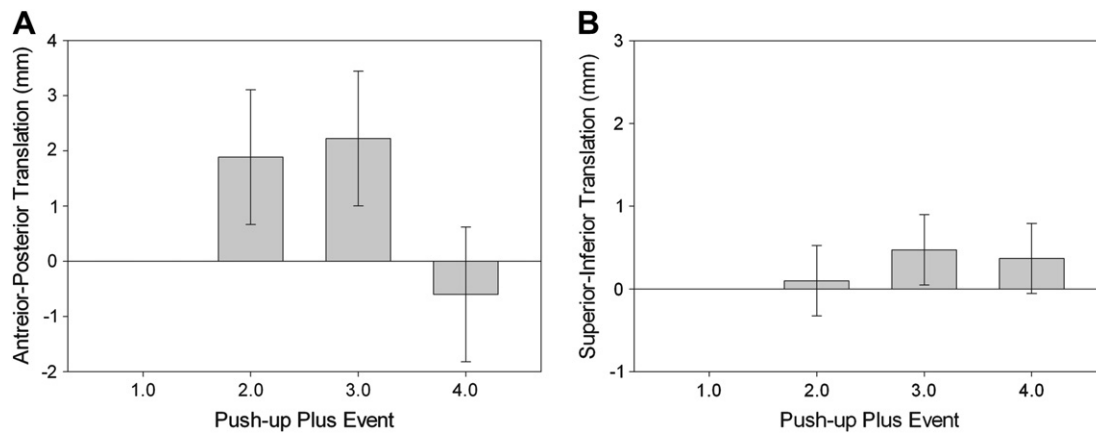 A
Antreior-Posterior Translation (mm)
4
3
2
1
0
-1
-2
1.0 2.0 3.0 4.0
Push-up Plus Event
B
Superior-Inferior Translation (mm)
3
2
1
0
-1
1.0 2.0 3.0 4.0
Push-up Plus Event